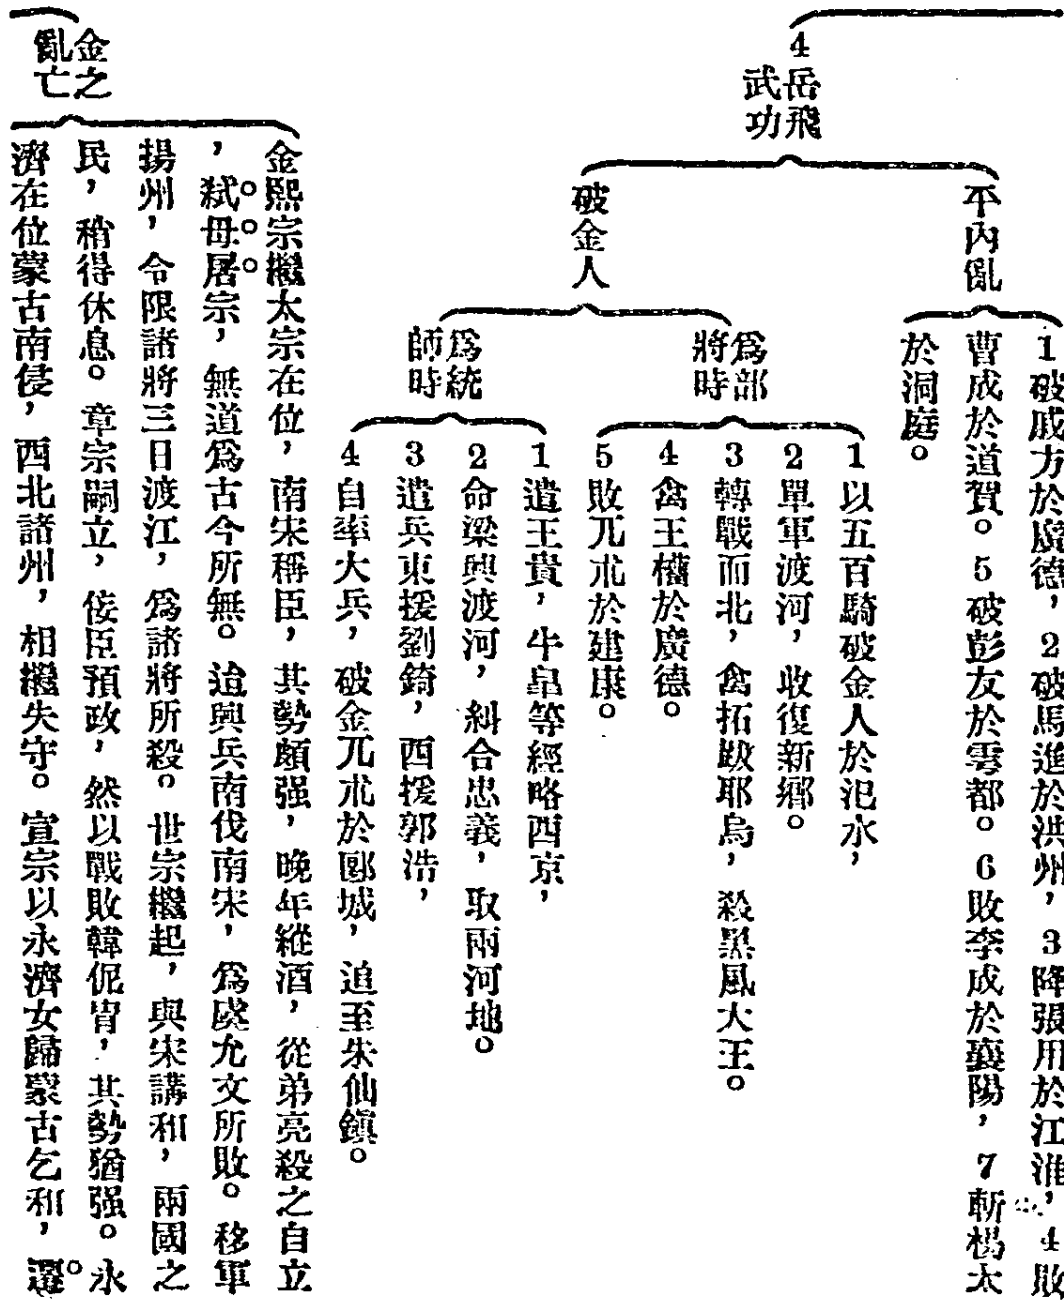 4岳飛
武功
平內亂
1破戚方於廣德，2破馬進於洪州，3降張用於江淮，4敗
曹成於道賀。5破彭友於雩都。6敗李成於襄陽，7斬楊太
於洞庭。
破金人
爲部
將時
1以五百騎破金人於汜水，
2單軍渡河，收復新鄉。
3轉戰而北，禽拓跋耶烏，殺黑風大王。
4禽王權於廣德。
5敗兀朮於建康。
爲統
師時
1遣王貴，牛皐等經略西京，
2命梁興渡河，糾合忠義，取兩河地。
3遣兵東援劉錡，西援郭浩，
4自率大兵，破金兀朮於郾城，追至朱仙鎮。
金之
亂亡
金熙宗繼太宗在位，南宋稱臣，其勢頗强，晚年縱酒，從弟亮殺之自立
，弒母屠宗，無道爲古今所無。迨興兵南伐南宋，爲虞允文所敗。移軍
揚州，令限諸將三日渡江，爲諸將所殺。世宗繼起，與宋講和，兩國之
民，稍得休息。章宗嗣立，佞臣預政，然以戰敗韓侂冑，其勢猶强。永
濟在位蒙古南侵，西北諸州，相繼失守。宣宗以永濟女歸蒙古乞和，還